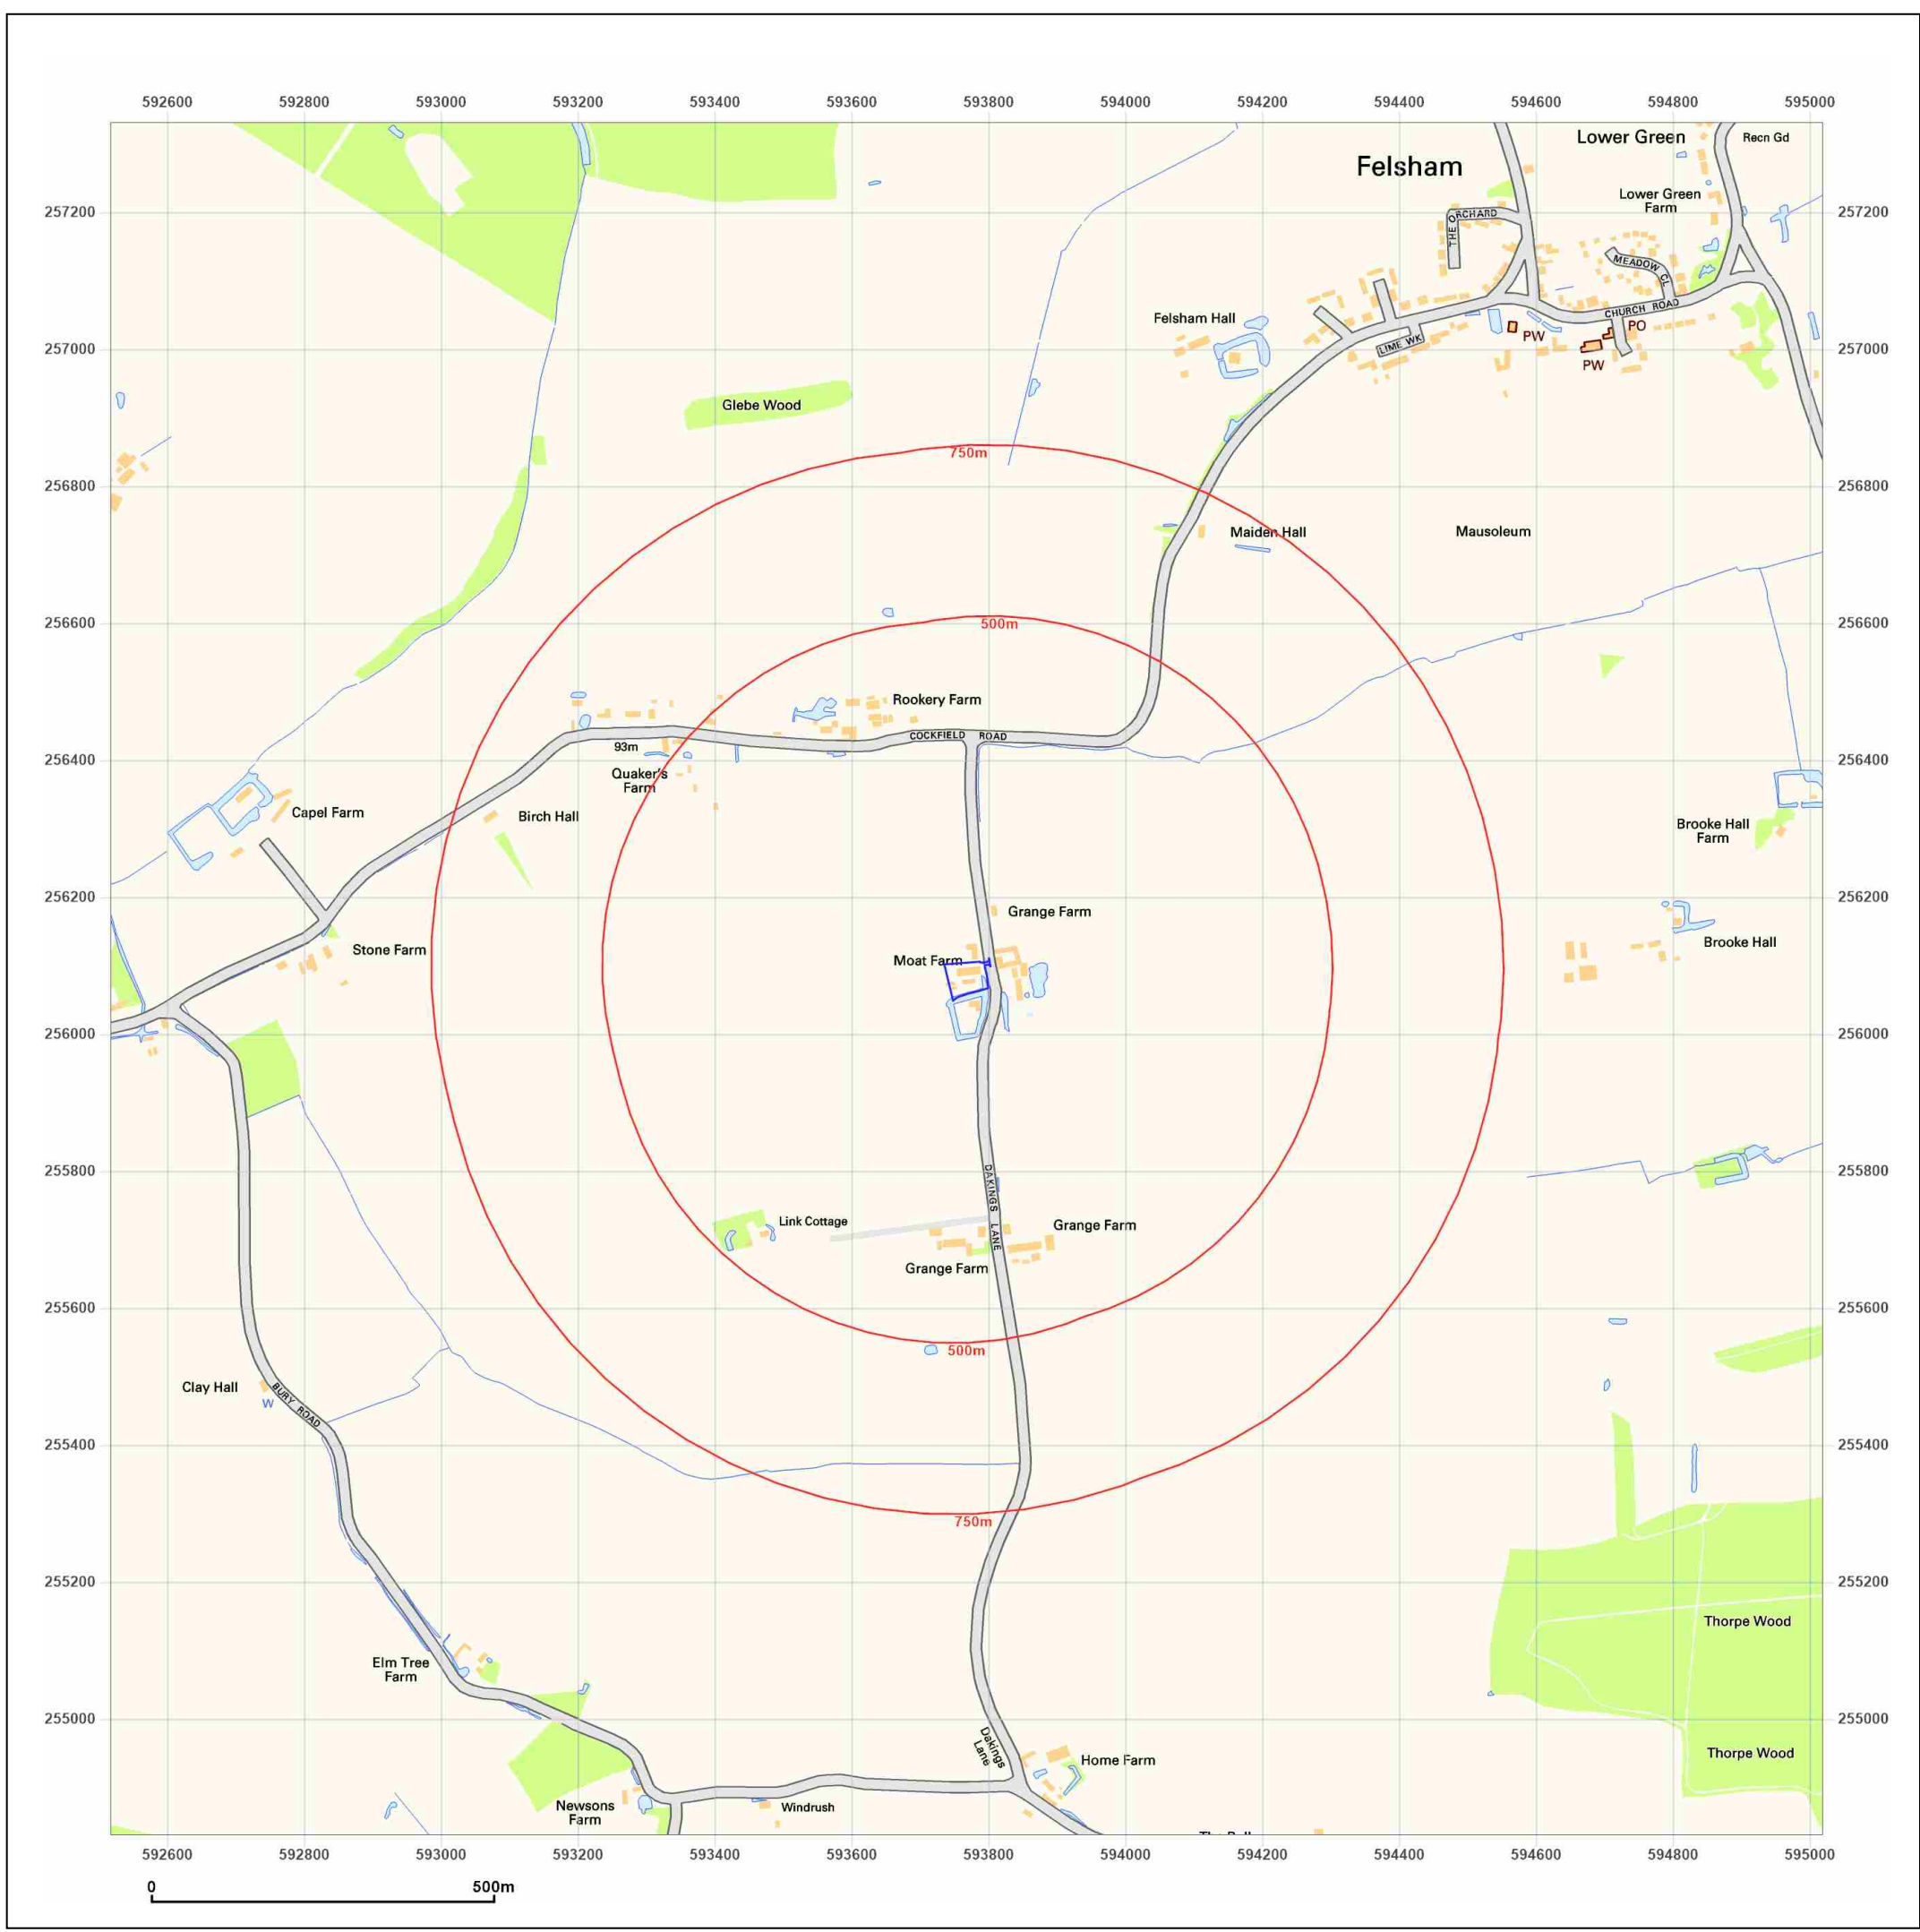 592600 592800 593000 593200 593400 593600 593800 594000 594200 594400 594600 594800 595000
Lower Green
Recn Gd
Felsham
Lower Green
Farm
257200
257200
THE ORCHARD
MEADOW CL
CHURCH ROAD
Felsham Hall
PO
PW
LIME WK
257000
257000
PW
Glebe Wood
750m
256800
256800
Maiden Hall
Mausoleum
256600
500m
256600
Rookery Farm
COCKFIELD ROAD
93m
256400
256400
Quaker's
Farm
Capel Farm
Birch Hall
Brooke Hall
Farm
256200
256200
Grange Farm
Brooke Hall
Stone Farm
Moat Farm
256000
256000
255800
255800
DAKINGS LANE
Link Cottage
Grange Farm
Grange Farm
255600
255600
500m
Clay Hall
W
BURY ROAD
255400
255400
750m
255200
255200
Thorpe Wood
Elm Tree
Farm
255000
255000
Dakings
Lane
Thorpe Wood
Home Farm
Newsons
Farm
Windrush
592600 592800 593000 593200 593400 593600 593800 594000 594200 594400 594600 594800 595000
0 500m